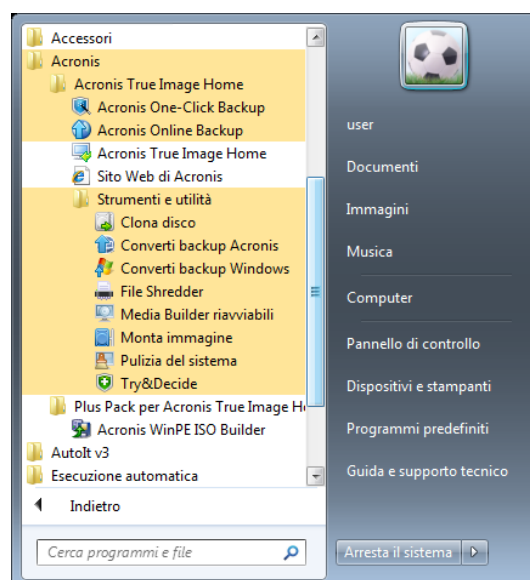 Accessori
Acronis
Acronis True Image Home
Acronis One-Click Backup
Acronis Online Backup
Acronis True Image Home
Sito Web di Acronis
Strumenti e utilità
Clona disco
Converti backup Acronis
Converti backup Windows
File Shredder
Media Builder riavviabili
Monta immagine
Pulizia del sistema
Try&Decide
Plus Pack per Acronis True Image H
Acronis WinPE ISO Builder
AutoIt v3
Esecuzione automatica
Indietro
Cerca programmi e file
user
Documenti
Immagini
Musica
Computer
Pannello di controllo
Dispositivi e stampanti
Programmi predefiniti
Guida e supporto tecnico
Arresta il sistema